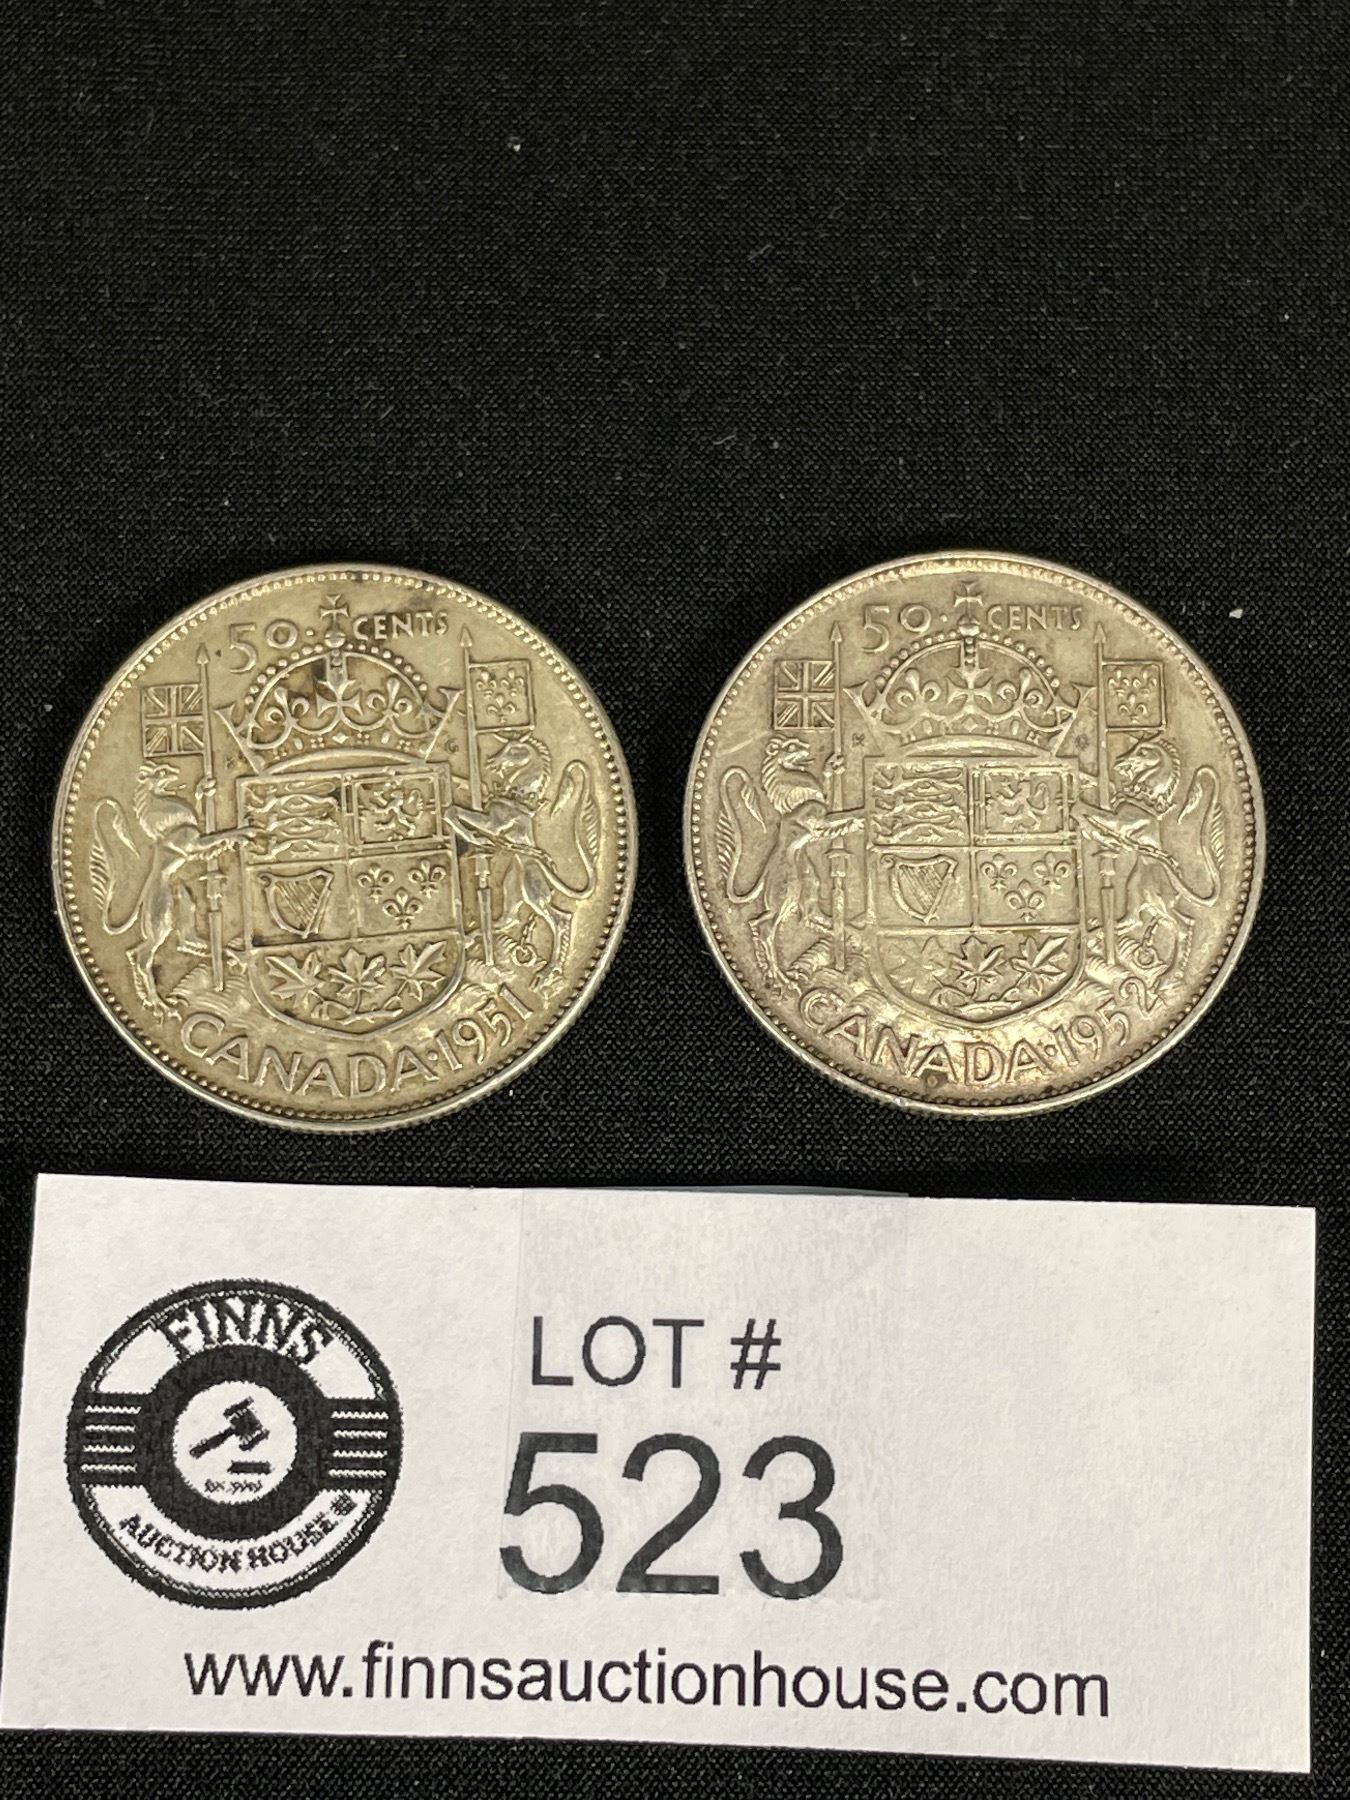 50·CENTS
CANADA·1951
50·CENTS
CANADA·1952
FINNS
AUCTION HOUSE
LOT #
523
www.finnsauctionhouse.com